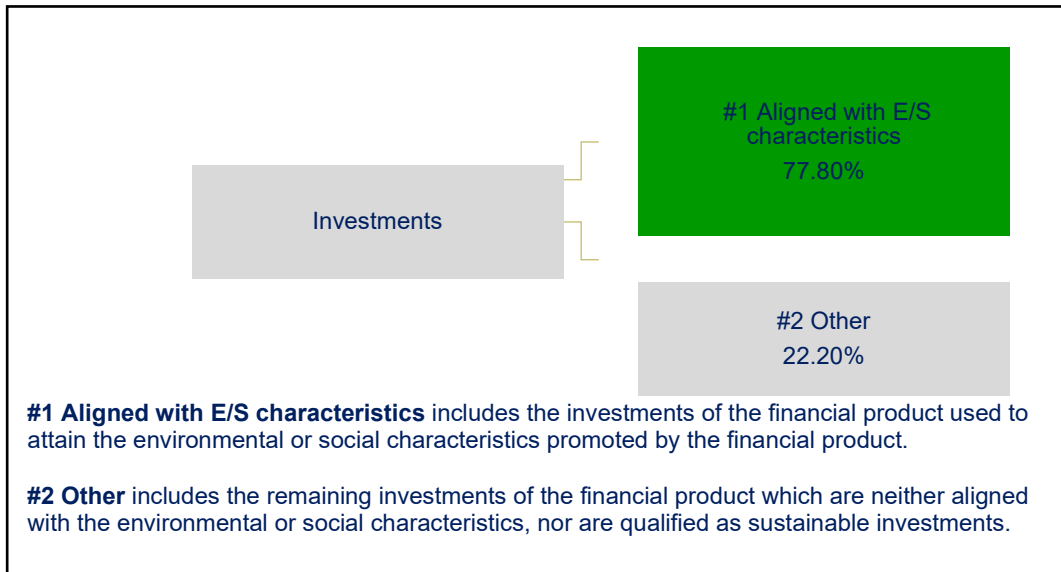 #1 Aligned with E/S
characteristics
77.80%
Investments
#2 Other
22.20%
#1 Aligned with E/S characteristics includes the investments of the financial product used to
attain the environmental or social characteristics promoted by the financial product.
#2 Other includes the remaining investments of the financial product which are neither aligned
with the environmental or social characteristics, nor are qualified as sustainable investments.